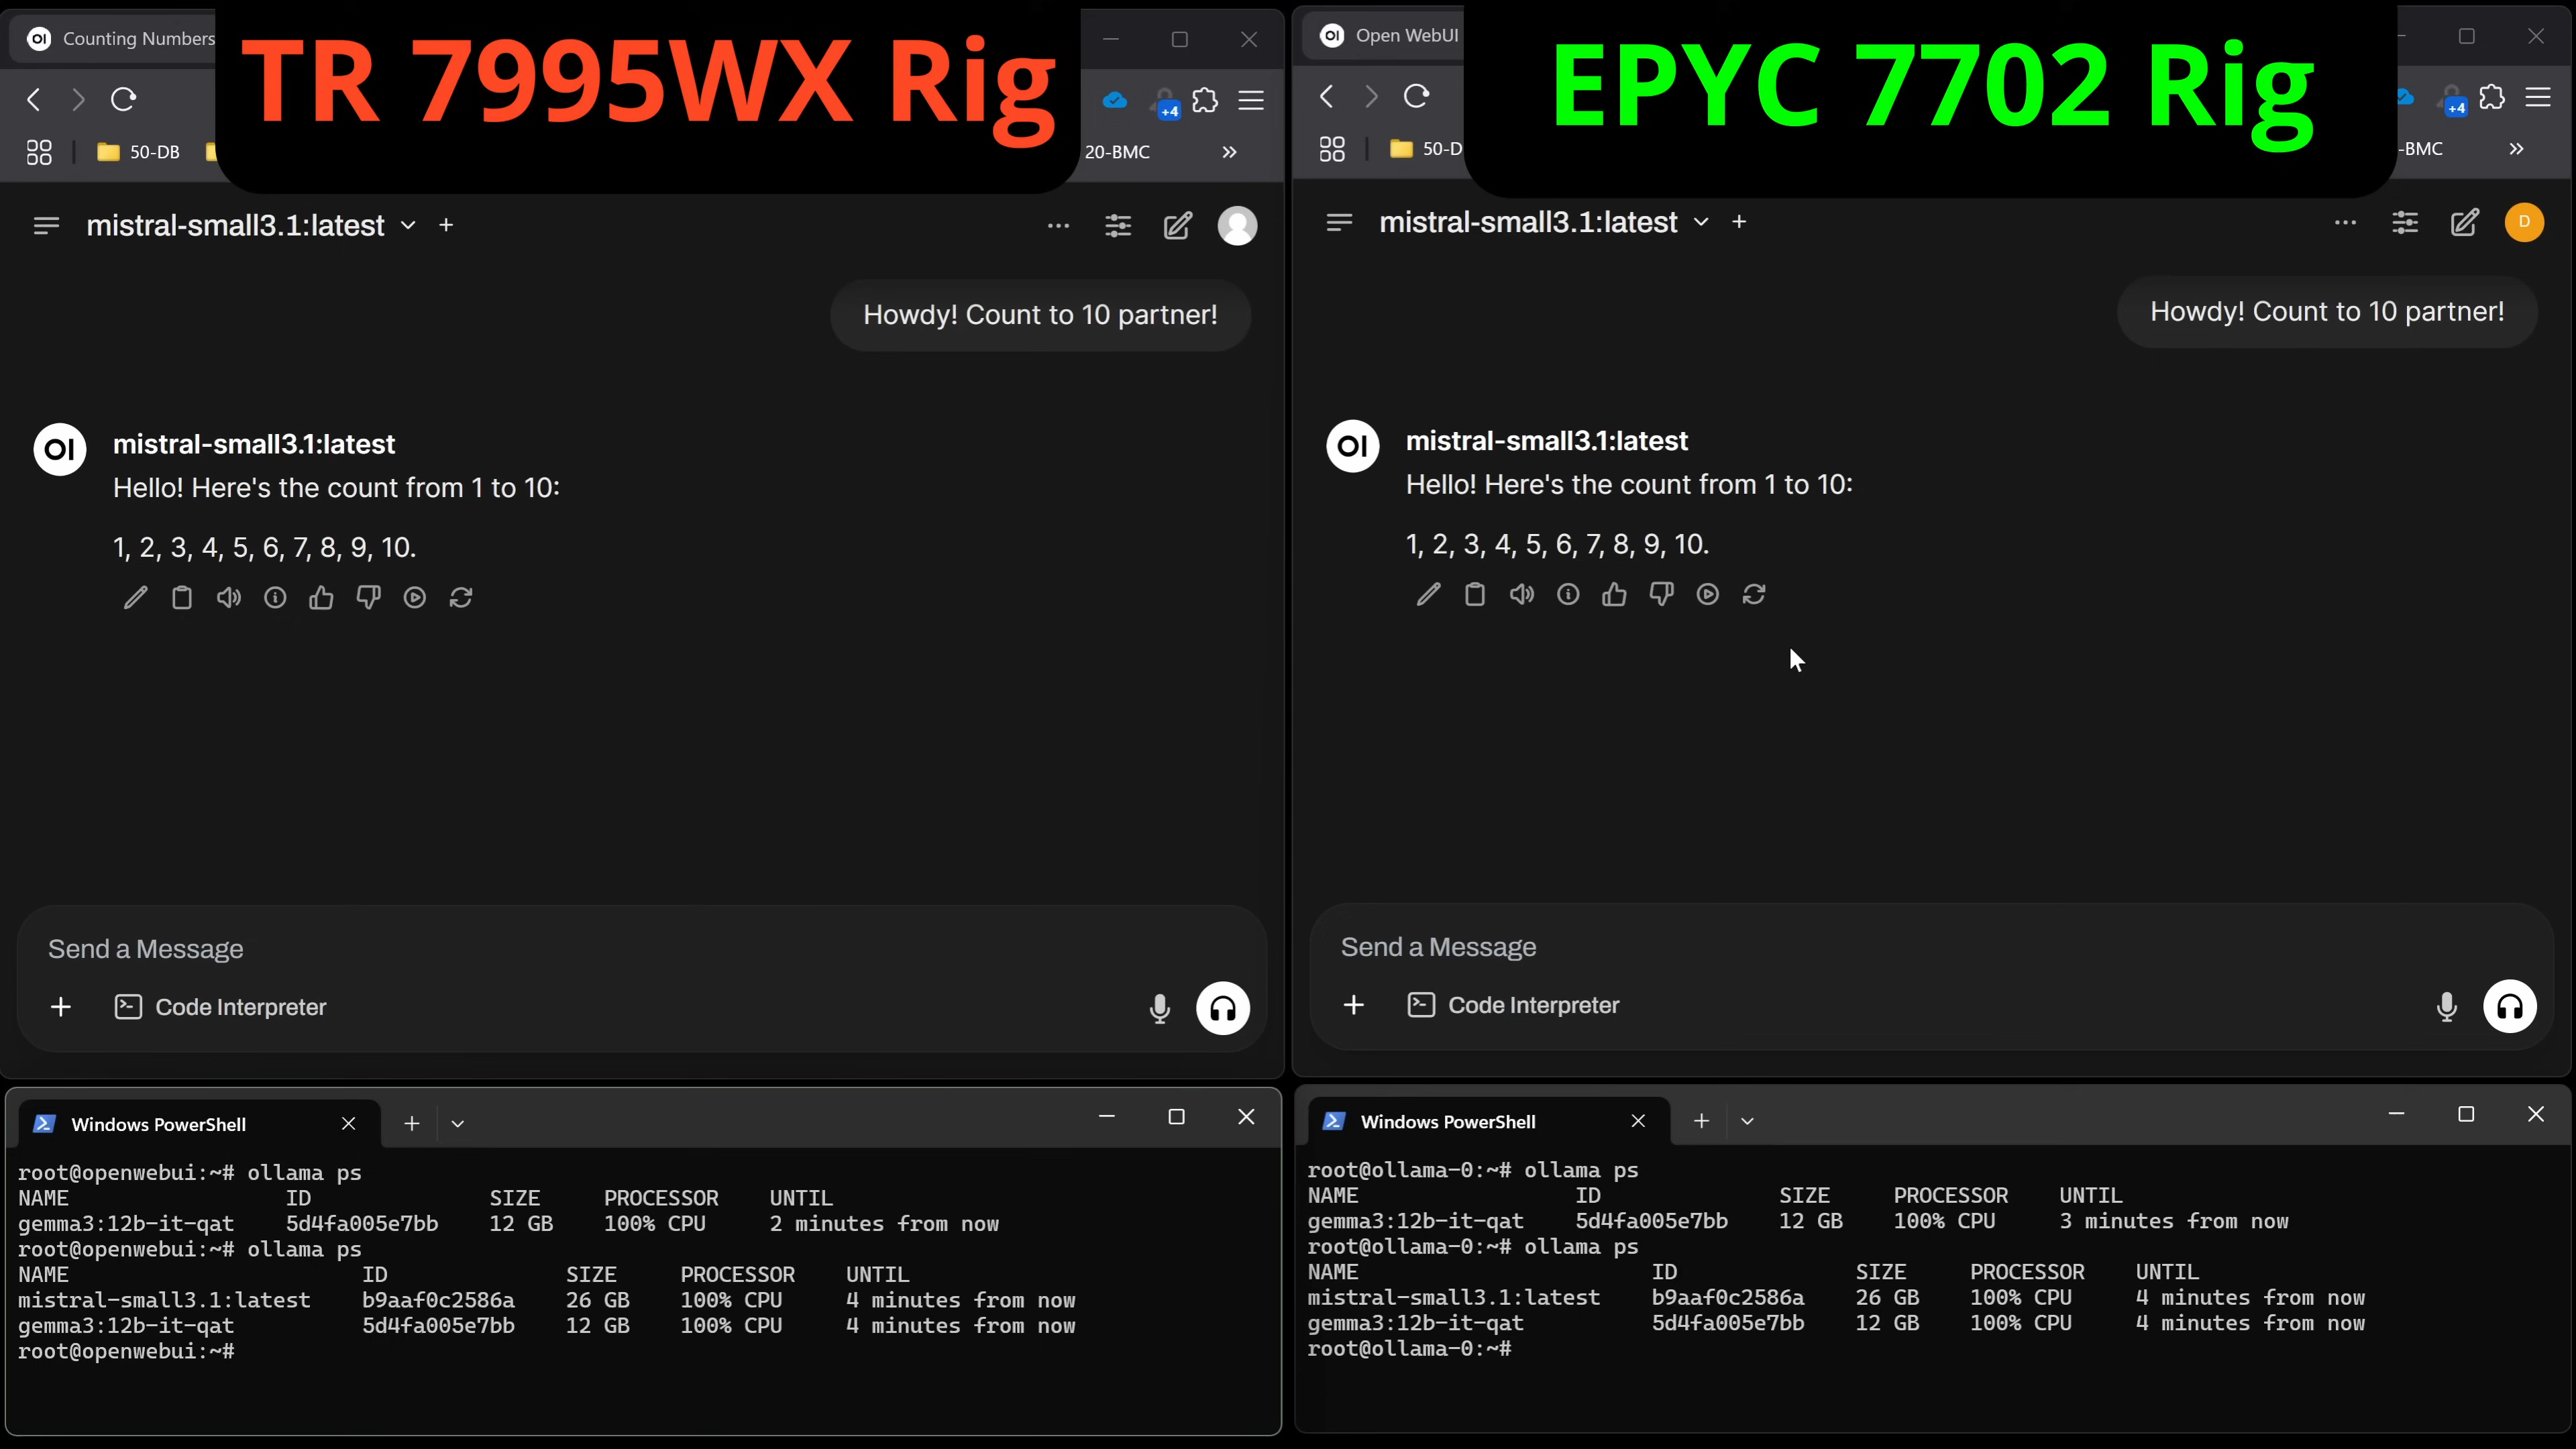 TR 7995WX Rig
Counting Numbers
50-DB
20-BMC
mistral-small3.1:latest
Howdy! Count to 10 partner!
OI
mistral-small3.1:latest
Hello! Here's the count from 1 to 10:
1, 2, 3, 4, 5, 6, 7, 8, 9, 10.
Send a Message
Code Interpreter
Windows PowerShell
root@openwebui:~# ollama ps
NAME ID SIZE PROCESSOR UNTIL
gemma3:12b-it-qat 5d4fa005e7bb 12 GB 100% CPU 2 minutes from now
root@openwebui:~# ollama ps
NAME ID SIZE PROCESSOR UNTIL
mistral-small3.1:latest b9aaf0c2586a 26 GB 100% CPU 4 minutes from now
gemma3:12b-it-qat 5d4fa005e7bb 12 GB 100% CPU 4 minutes from now
root@openwebui:~#
EPYC 7702 Rig
OI Open WebUI
+4
50-D
-BMC
mistral-small3.1:latest
D
Howdy! Count to 10 partner!
OI
mistral-small3.1:latest
Hello! Here's the count from 1 to 10:
1, 2, 3, 4, 5, 6, 7, 8, 9, 10.
Send a Message
Code Interpreter
Windows PowerShell
root@ollama-0:~# ollama ps
NAME ID SIZE PROCESSOR UNTIL
gemma3:12b-it-qat 5d4fa005e7bb 12 GB 100% CPU 3 minutes from now
root@ollama-0:~# ollama ps
NAME ID SIZE PROCESSOR UNTIL
mistral-small3.1:latest b9aaf0c2586a 26 GB 100% CPU 4 minutes from now
gemma3:12b-it-qat 5d4fa005e7bb 12 GB 100% CPU 4 minutes from now
root@ollama-0:~#